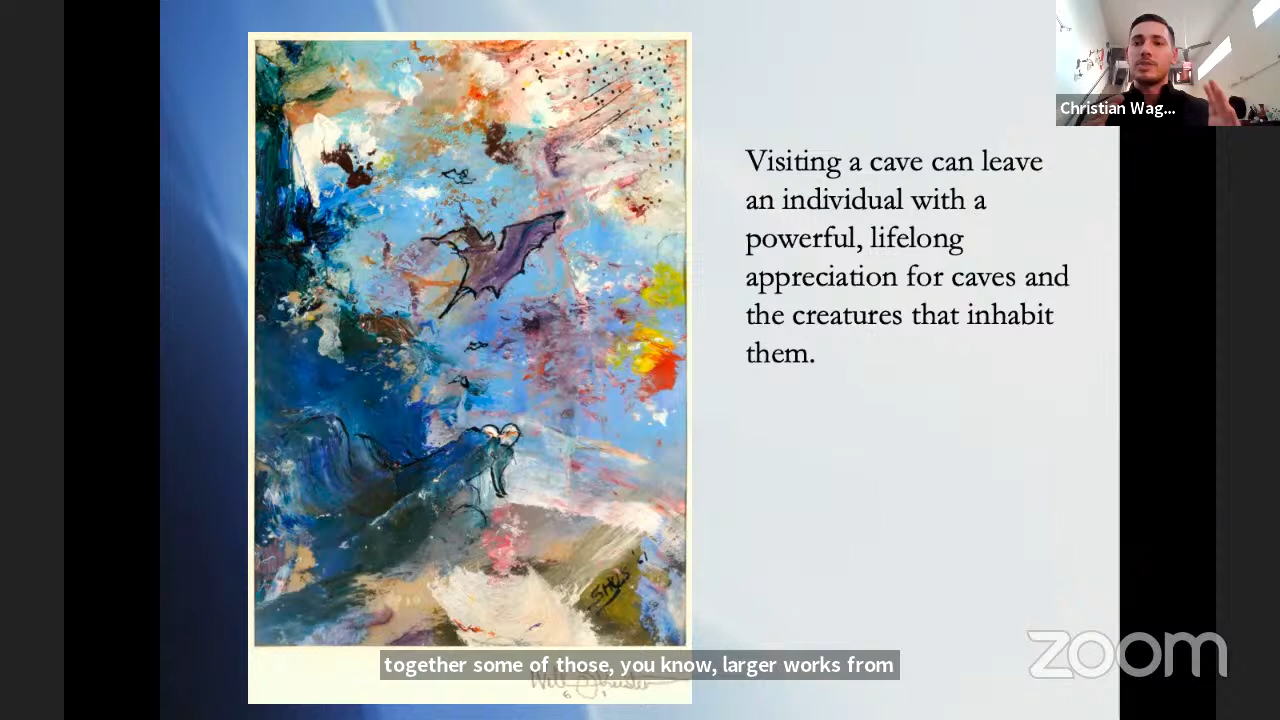 Christian Wag...
Visiting a cave can leave
an individual with a
powerful, lifelong
appreciation for caves and
the creatures that inhabit
them.
together some of those, you know, larger works from
zoom